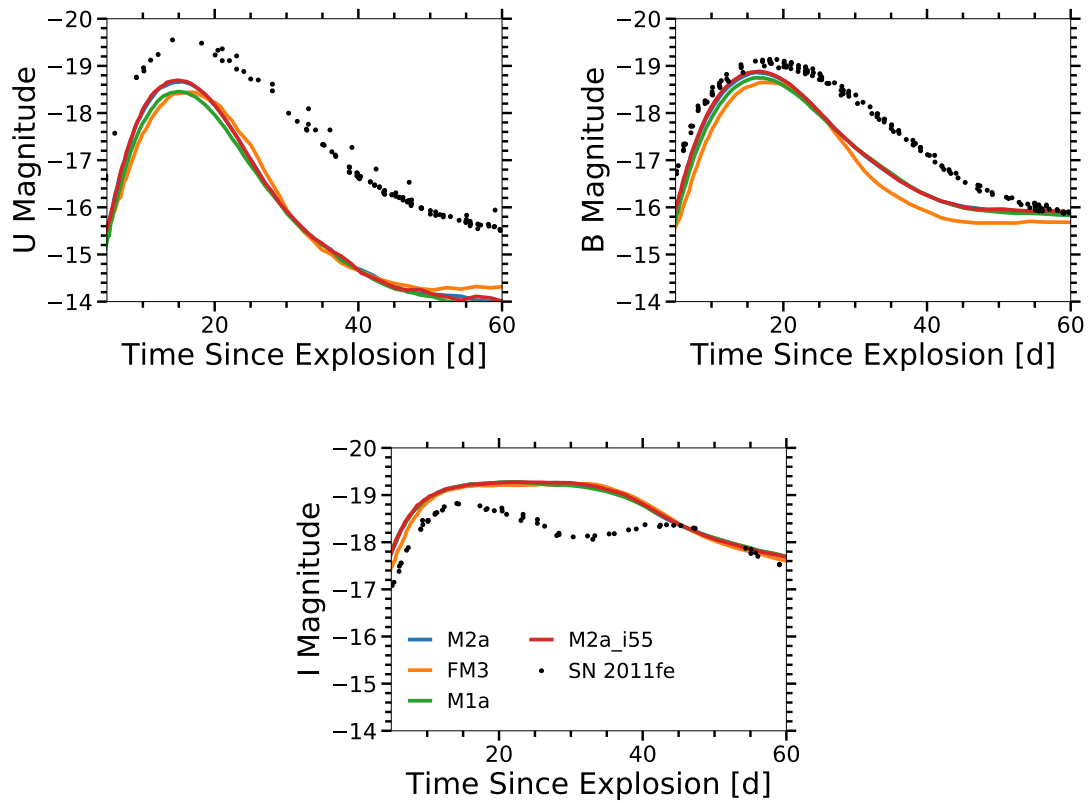 −20
−19
−18
−17
−16
−15
−14
U Magnitude
20
40
60
Time Since Explosion [d]
−20
−19
−18
−17
−16
−15
−14
B Magnitude
20
40
60
Time Since Explosion [d]
−20
−19
−18
−17
−16
−15
−14
I Magnitude
M2a
FM3
M1a
M2a_i55
SN 2011fe
20
40
60
Time Since Explosion [d]